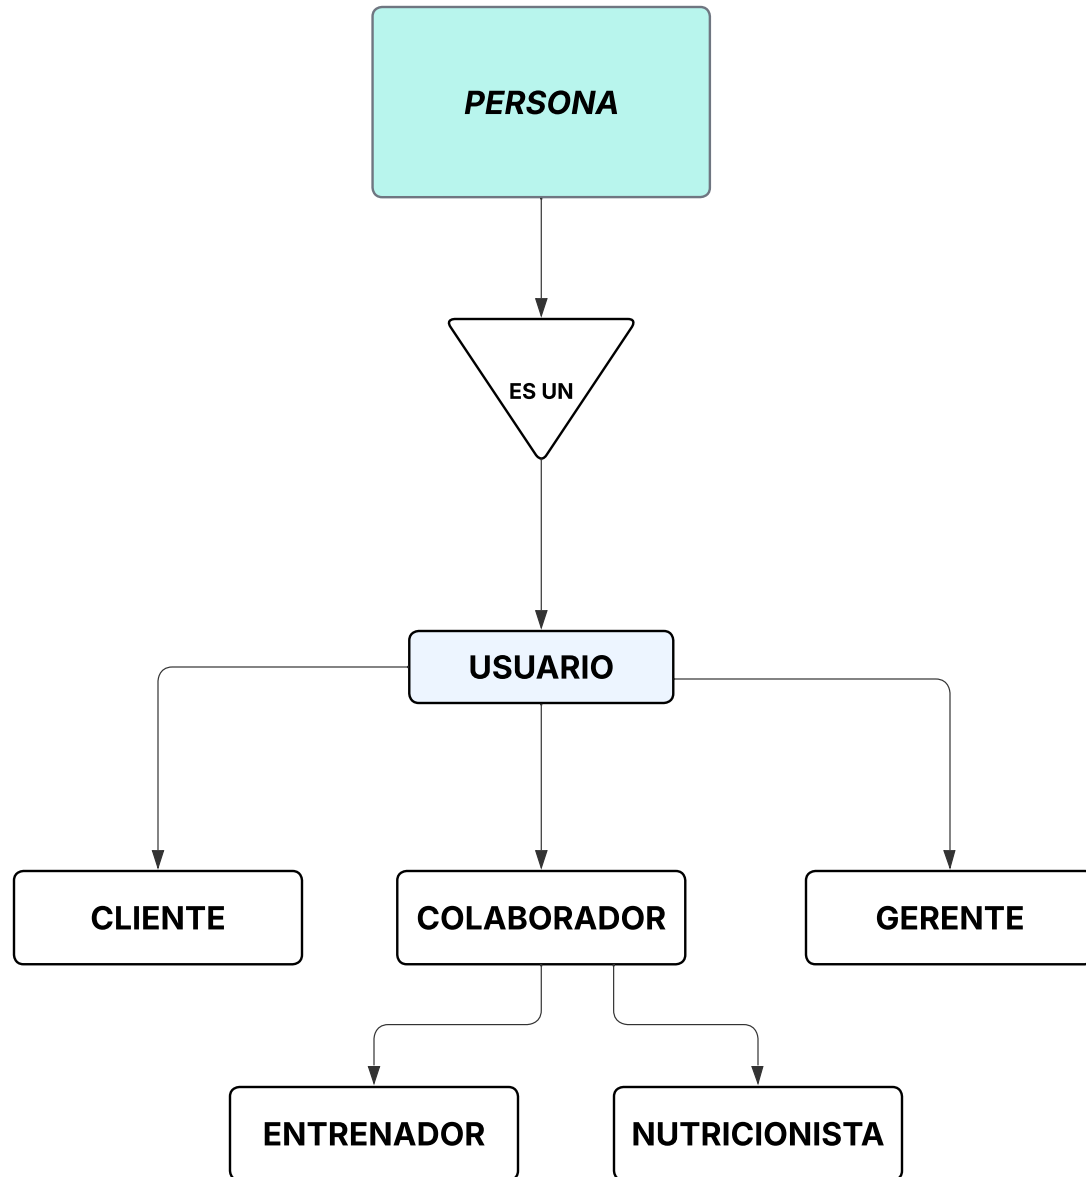 PERSONA
ES UN
USUARIO
CLIENTE
COLABORADOR
GERENTE
ENTRENADOR
NUTRICIONISTA